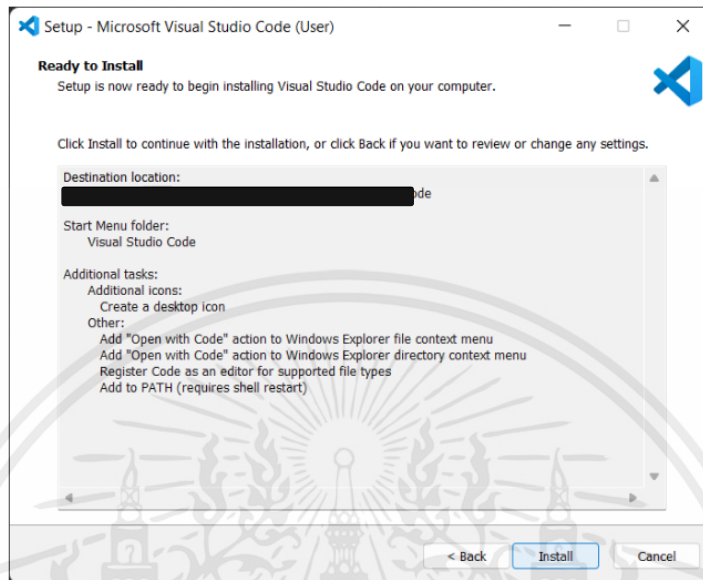 Setup - Microsoft Visual Studio Code (User)
Ready to Install
Setup is now ready to begin installing Visual Studio Code on your computer.
Click Install to continue with the installation, or click Back if you want to review or change any settings.
Destination location:
ode
Start Menu folder:
Visual Studio Code
Additional tasks:
Additional icons:
Create a desktop icon
Other:
Add "Open with Code" action to Windows Explorer file context menu
Add "Open with Code" action to Windows Explorer directory context menu
Register Code as an editor for supported file types
Add to PATH (requires shell restart)
< Back Install Cancel